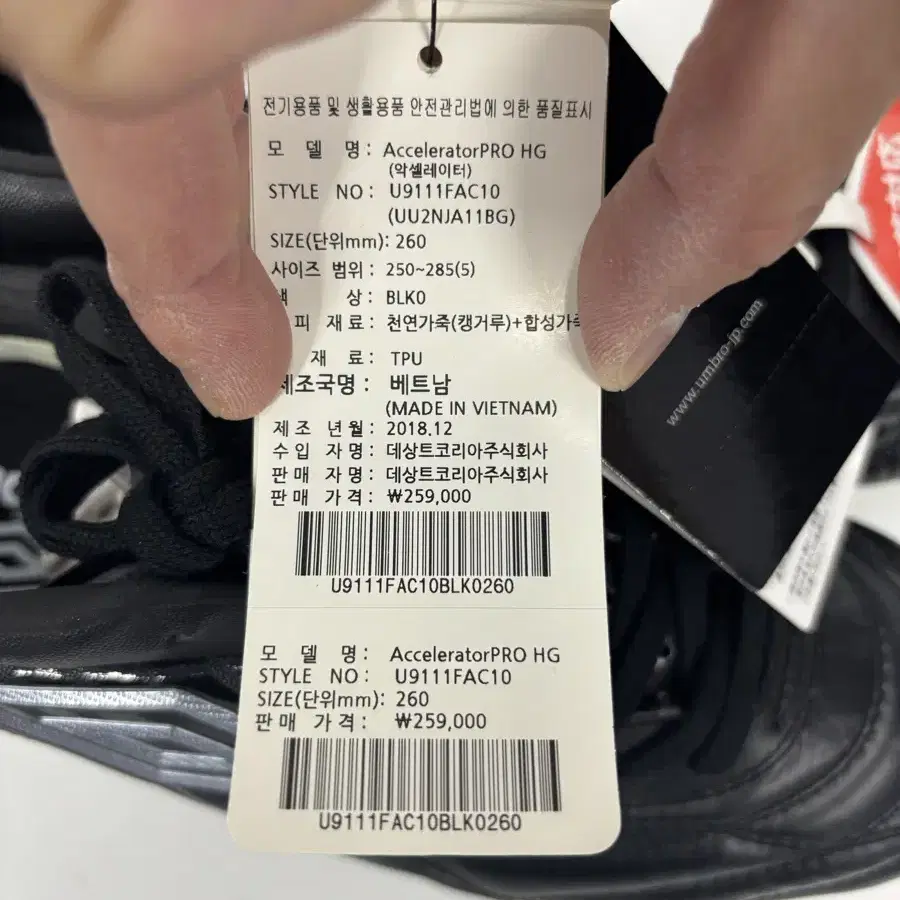 전기용품 및 생활용품 안전관리법에 의한 품질표시
모 델 명 : AcceleratorPRO HG
(악셀레이터)
STYLE NO : U9111FAC10
(UU2NJA11BG)
SIZE(단위mm): 260
사이즈 범위 : 250~285(5)
상 : BLK0
피 재료 : 천연가죽(캥거루)+합성가죽
재 료 : TPU
제조국명 : 베트남
(MADE IN VIETNAM)
제 조 년 월 : 2018.12
수 입 자 명 : 데상트코리아주식회사
판 매 자 명 : 데상트코리아주식회사
판 매 가 격 : ₩259,000
U9111FAC10BLK0260
모 델 명 : AcceleratorPRO HG
STYLE NO : U9111FAC10
SIZE(단위mm): 260
판 매 가 격 : ₩259,000
U9111FAC10BLK0260
www.umbro-jp.com